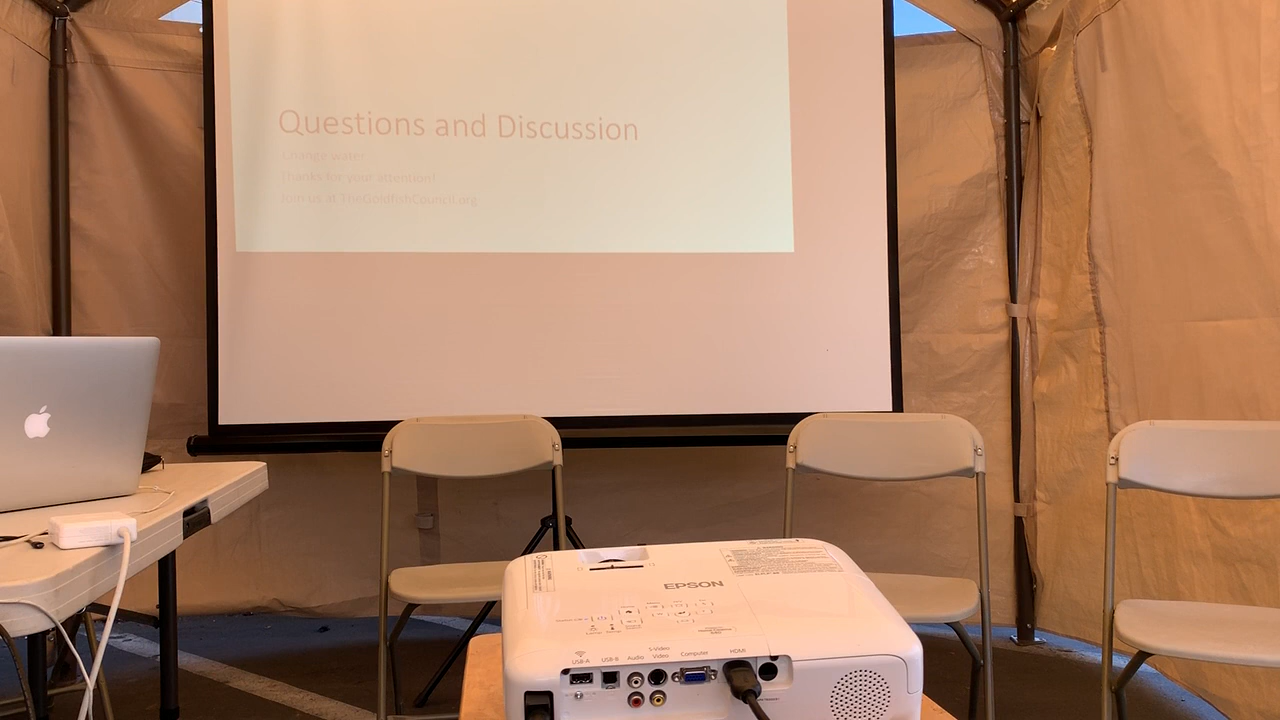 Questions and Discussion
Change water
Thanks for your attention!
Join us at TheGoldfishCouncil.org
EPSON
S-Video
USB-A USB-B Audio Video Computer HDMI